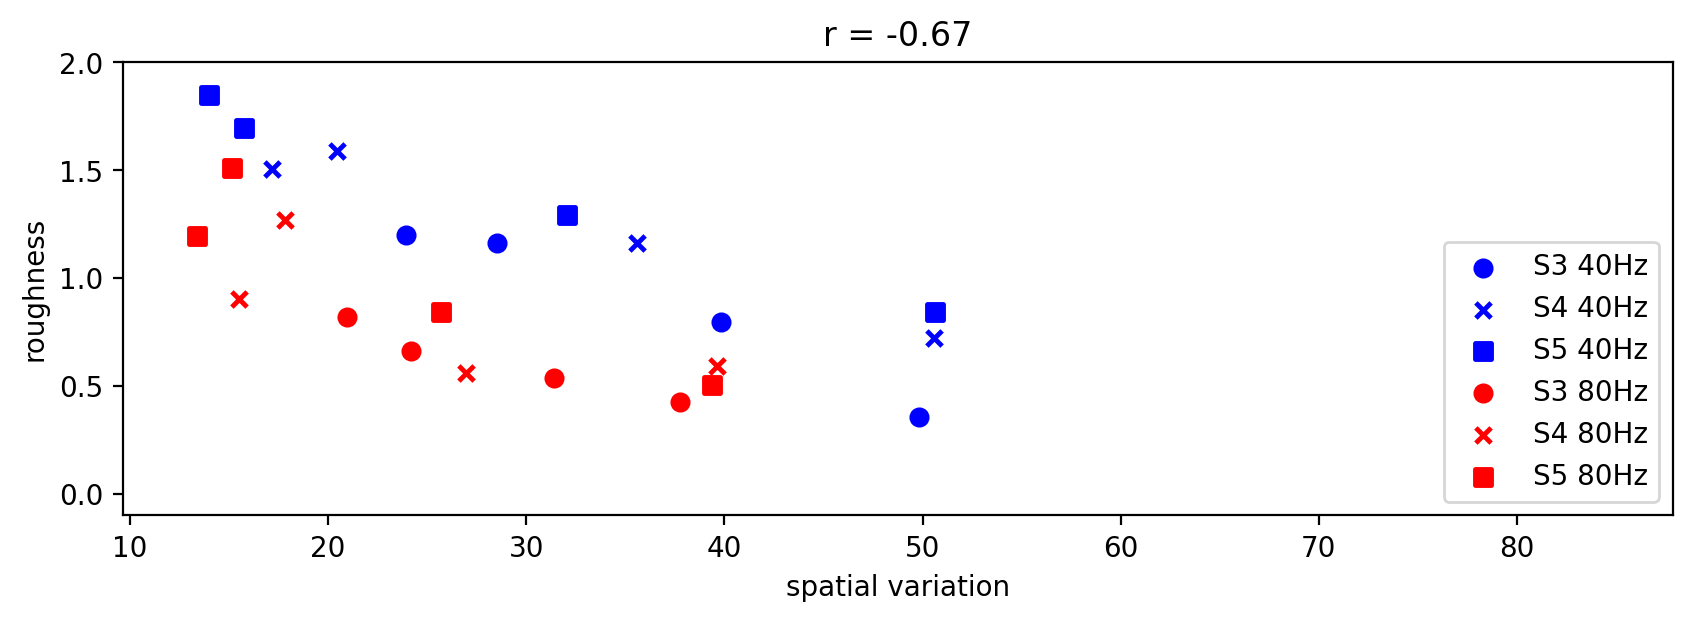 r = -0.67
2.0
1.5
1.0
0.5
0.0
roughness
10 20 30 40 50 60 70 80
spatial variation
S3 40Hz
S4 40Hz
S5 40Hz
S3 80Hz
S4 80Hz
S5 80Hz